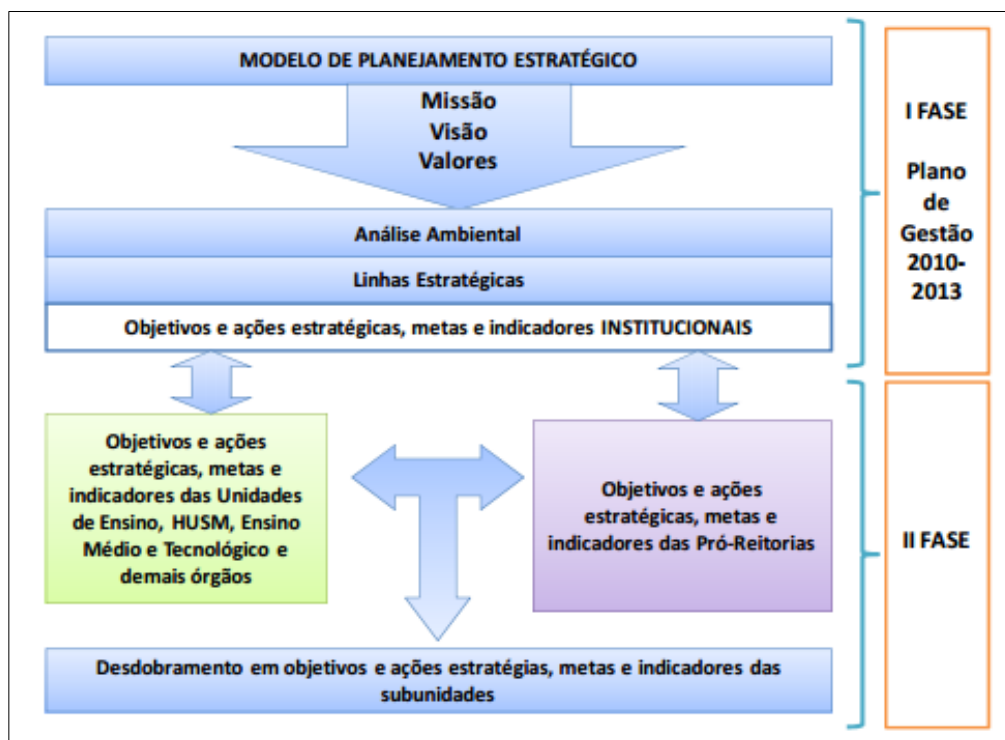 MODELO DE PLANEJAMENTO ESTRATÉGICO
Missão
Visão
Valores
Análise Ambiental
Linhas Estratégicas
Objetivos e ações estratégicas, metas e indicadores INSTITUCIONAIS
I FASE
Plano
de
Gestão
2010-
2013
Objetivos e ações
estratégicas, metas e
indicadores das Unidades
de Ensino, HUSM, Ensino
Médio e Tecnológico e
demais órgãos
Objetivos e ações
estratégicas, metas e
indicadores das Pró-Reitorias
II FASE
Desdobramento em objetivos e ações estratégias, metas e indicadores das
subunidades